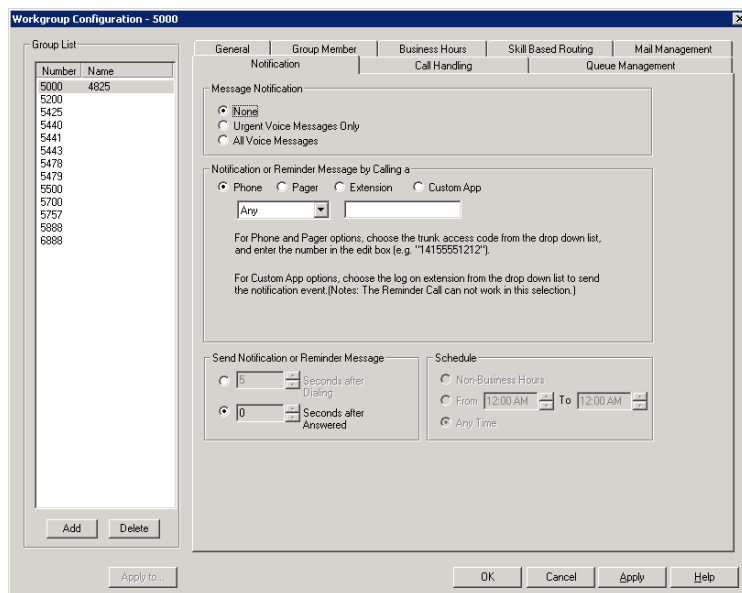 Workgroup Configuration - 5000
Group List
Number Name
5000 4825
5200
5425
5440
5441
5443
5478
5479
5500
5700
5757
5888
6888
Add Delete
Apply to...
General Group Member Business Hours Skill Based Routing Mail Management
Notification Call Handling Queue Management
Message Notification
None
Urgent Voice Messages Only
All Voice Messages
Notification or Reminder Message by Calling a
Phone Pager Extension Custom App
Any
For Phone and Pager options, choose the trunk access code from the drop down list,
and enter the number in the edit box (e.g. "14155551212").
For Custom App options, choose the log on extension from the drop down list to send
the notification event.(Notes: The Reminder Call can not work in this selection.)
Send Notification or Reminder Message
5 Seconds after
Dialing
0 Seconds after
Answered
Schedule
Non-Business Hours
From 12:00 AM To 12:00 AM
Any Time
OK Cancel Apply Help